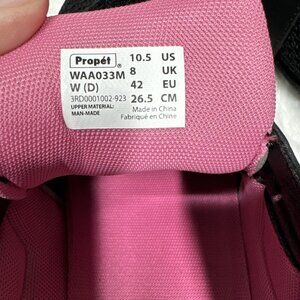 Propét® 10.5 US
WAA033M 8 UK
W (D) 42 EU
3RD0001002-923 26.5 CM
UPPER MATERIAL:
MAN-MADE
Made in China
Fabriqué en Chine